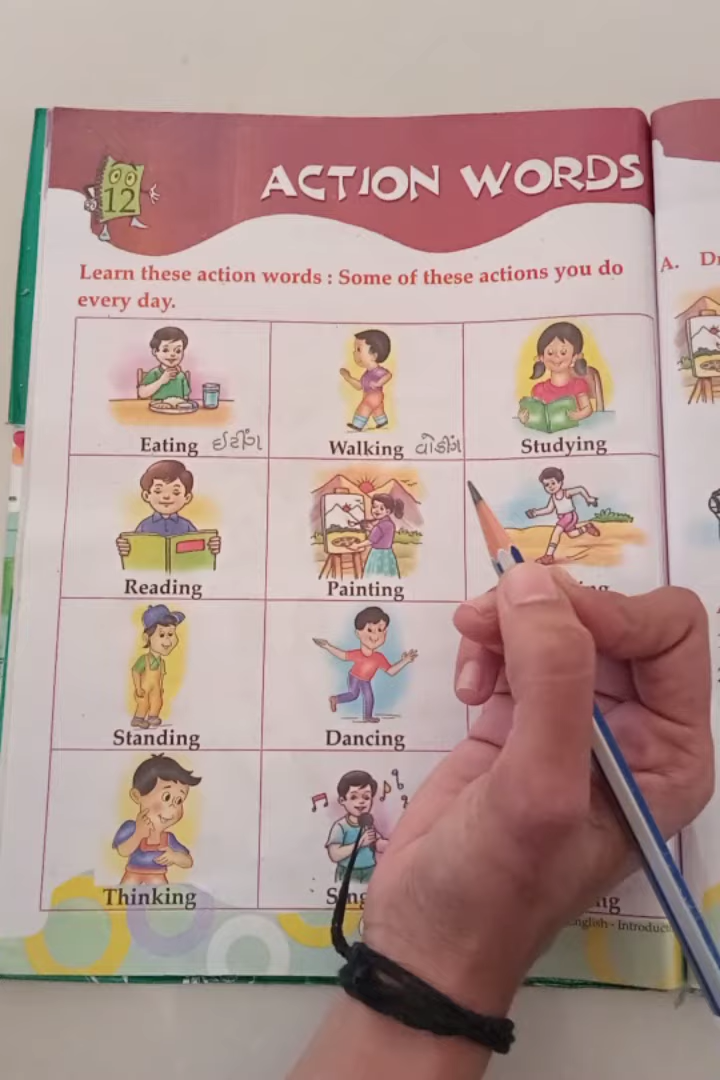 12
ACTION WORDS
Learn these action words : Some of these actions you do
every day.
A.
Eating ઈટીંગ
Walking વોકીંગ
Studying
Reading
Painting
Standing
Dancing
Thinking